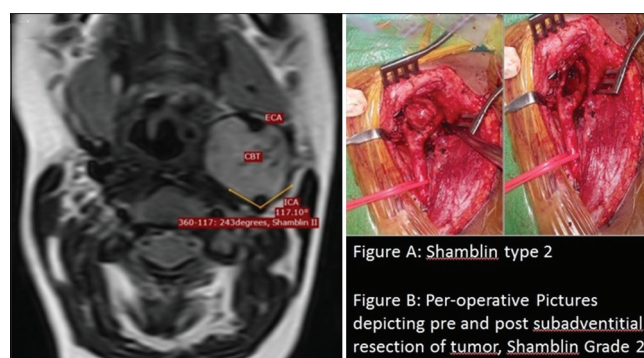 ECA
CBT
ICA
117.10°
360-117: 243degrees, Shamblin II
Figure A: Shamblin type 2
Figure B: Per-operative Pictures
depicting pre and post subadventitial
resection of tumor, Shamblin Grade 2